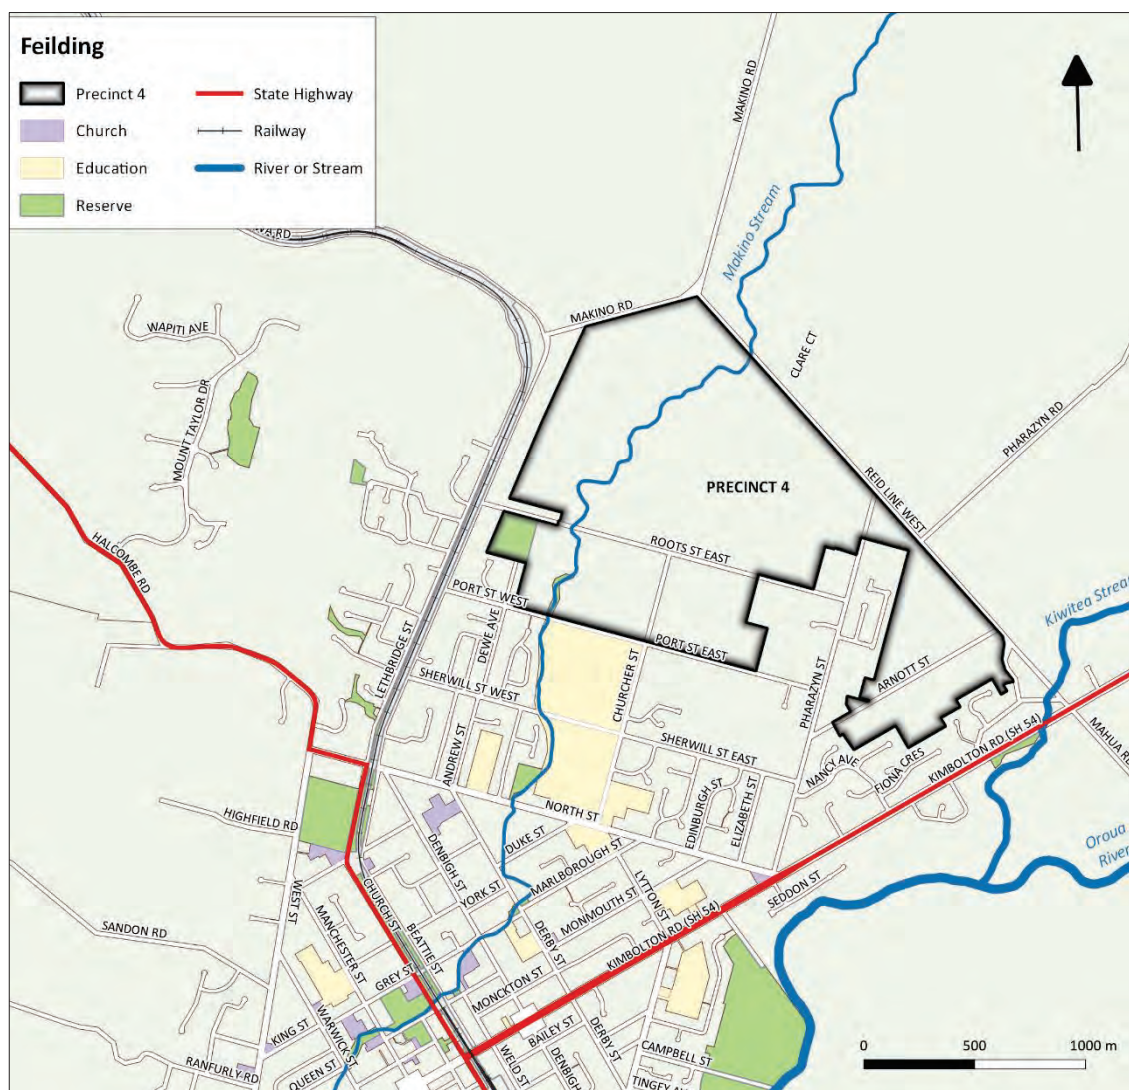 Feilding
Precinct 4
Church
Education
Reserve
State Highway
Railway
River or Stream
MAKINO RD
Makino Stream
WAPITI AVE
MAKINO RD
CLARE CT
MOUNT TAYLOR DR
PHARAZYN RD
REID LINE WEST
PRECINCT 4
HALCOMBE RD
ROOTS ST EAST
PORT ST WEST
Kiwitea Stream
LETHBRIDGE ST
DEWE AVE
PORT ST EAST
CHURCHER ST
PHARAZYN ST
ARNOTT ST
SHERWILL ST WEST
SHERWILL ST EAST
KIMBOLTON RD (SH 54)
MAHUA RD
ANDREW ST
NANCY AVE
FIONA CRES
EDINBURGH ST
ELIZABETH ST
NORTH ST
HIGHFIELD RD
DENBIGH ST
DUKE ST
MARLBOROUGH ST
Oroua
River
YORK ST
LYTTON ST
SEDDON ST
WEST ST
CHURCH ST
MONMOUTH ST
MANCHESTER ST
BEATTIE ST
DERBY ST
KIMBOLTON RD (SH 54)
SANDON RD
GREY ST
MONCKTON ST
KING ST
WARWICK ST
BAILEY ST
DERBY ST
RANFURLY RD
QUEEN ST
WELD ST
DENBIGH ST
CAMPBELL ST
TINGEY AVE
0 500 1000 m